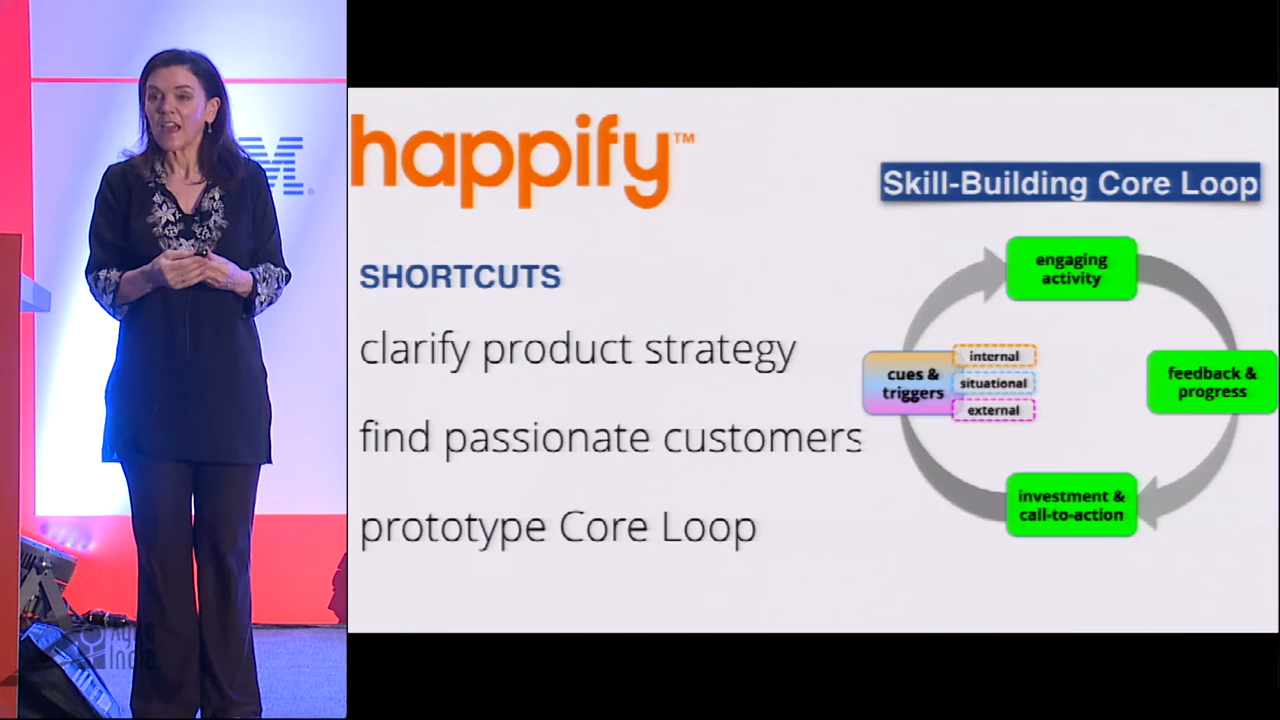 happify™
SHORTCUTS
clarify product strategy
find passionate customers
prototype Core Loop
Skill-Building Core Loop
engaging
activity
cues &
triggers
internal
situational
external
feedback &
progress
investment &
call-to-action
India